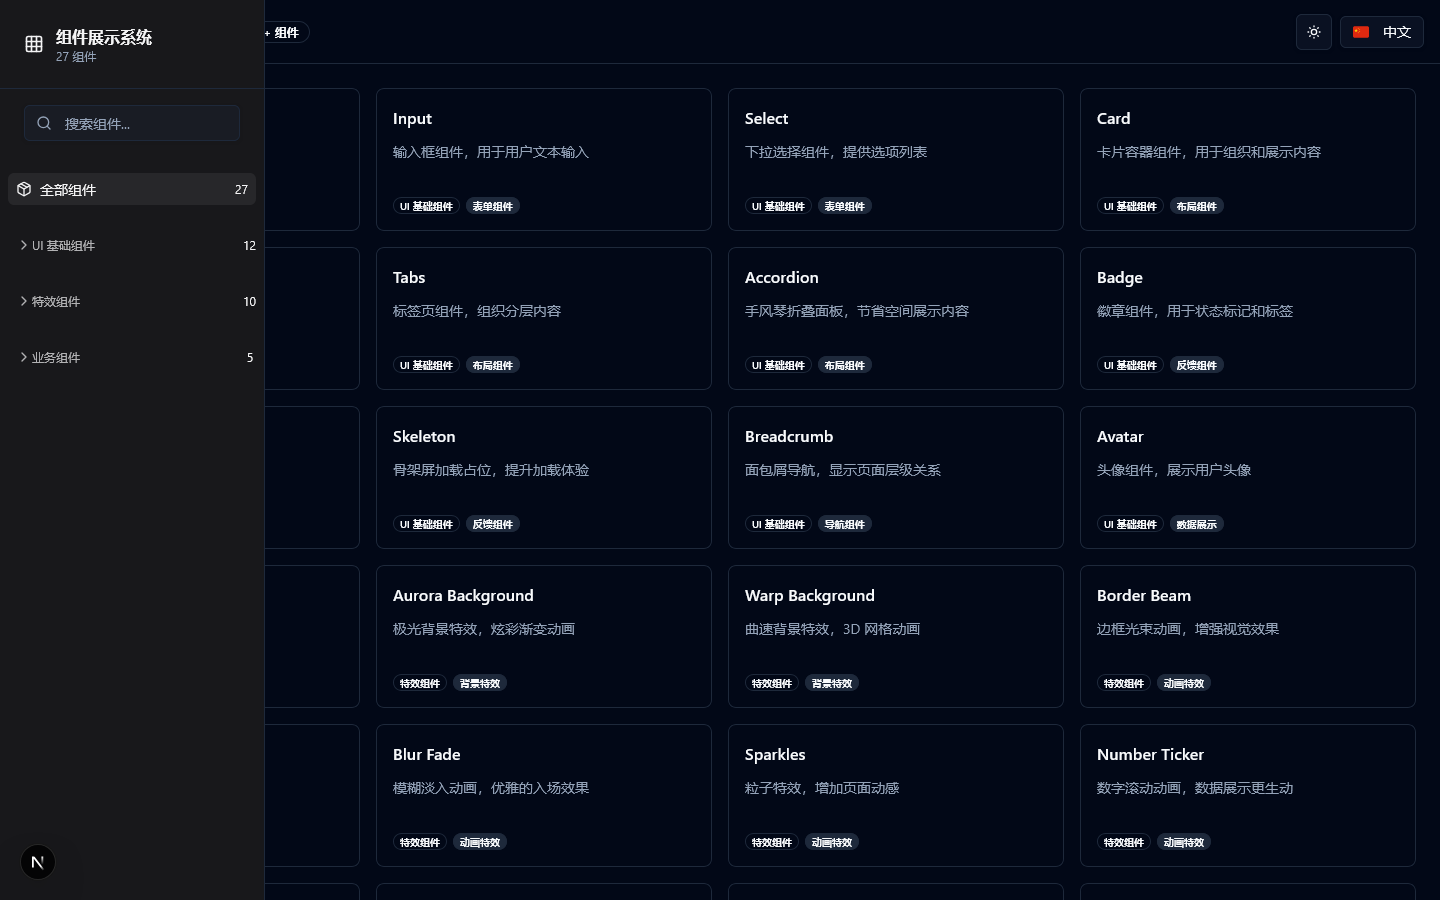 组件展示系统
27 组件
搜索组件...
全部组件 27
UI 基础组件 12
特效组件 10
业务组件 5
N
+ 组件
中文
Input
输入框组件，用于用户文本输入
UI 基础组件 表单组件
Select
下拉选择组件，提供选项列表
UI 基础组件 表单组件
Card
卡片容器组件，用于组织和展示内容
UI 基础组件 布局组件
Tabs
标签页组件，组织分层内容
UI 基础组件 布局组件
Accordion
手风琴折叠面板，节省空间展示内容
UI 基础组件 布局组件
Badge
徽章组件，用于状态标记和标签
UI 基础组件 反馈组件
Skeleton
骨架屏加载占位，提升加载体验
UI 基础组件 反馈组件
Breadcrumb
面包屑导航，显示页面层级关系
UI 基础组件 导航组件
Avatar
头像组件，展示用户头像
UI 基础组件 数据展示
Aurora Background
极光背景特效，炫彩渐变动画
特效组件 背景特效
Warp Background
曲速背景特效，3D 网格动画
特效组件 背景特效
Border Beam
边框光束动画，增强视觉效果
特效组件 动画特效
Blur Fade
模糊淡入动画，优雅的入场效果
特效组件 动画特效
Sparkles
粒子特效，增加页面动感
特效组件 动画特效
Number Ticker
数字滚动动画，数据展示更生动
特效组件 动画特效